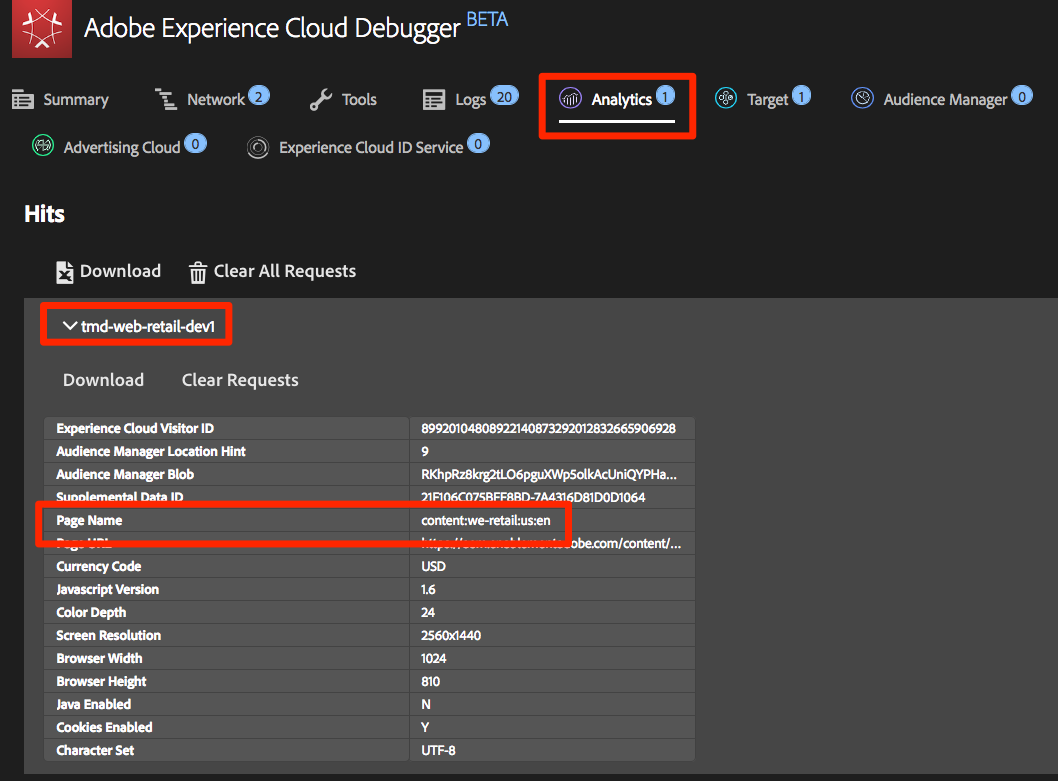 Adobe Experience Cloud Debugger BETA
Summary Network 2 Tools Logs 20 Analytics 1 Target 1 Audience Manager 0
Advertising Cloud 0 Experience Cloud ID Service 0
Hits
Download Clear All Requests
tmd-web-retail-dev1
Download Clear Requests
Experience Cloud Visitor ID 89920104808922140873292012832665906928
Audience Manager Location Hint 9
Audience Manager Blob RKhpRz8krg2tLO6pguXWp5olkAcUniQYPHa...
Supplemental Data ID 21F106C075BFF8BD-7A4316D81D0D1064
Page Name content:we-retail:us:en
Page URL
Currency Code USD
Javascript Version 1.6
Color Depth 24
Screen Resolution 2560x1440
Browser Width 1024
Browser Height 810
Java Enabled N
Cookies Enabled Y
Character Set UTF-8